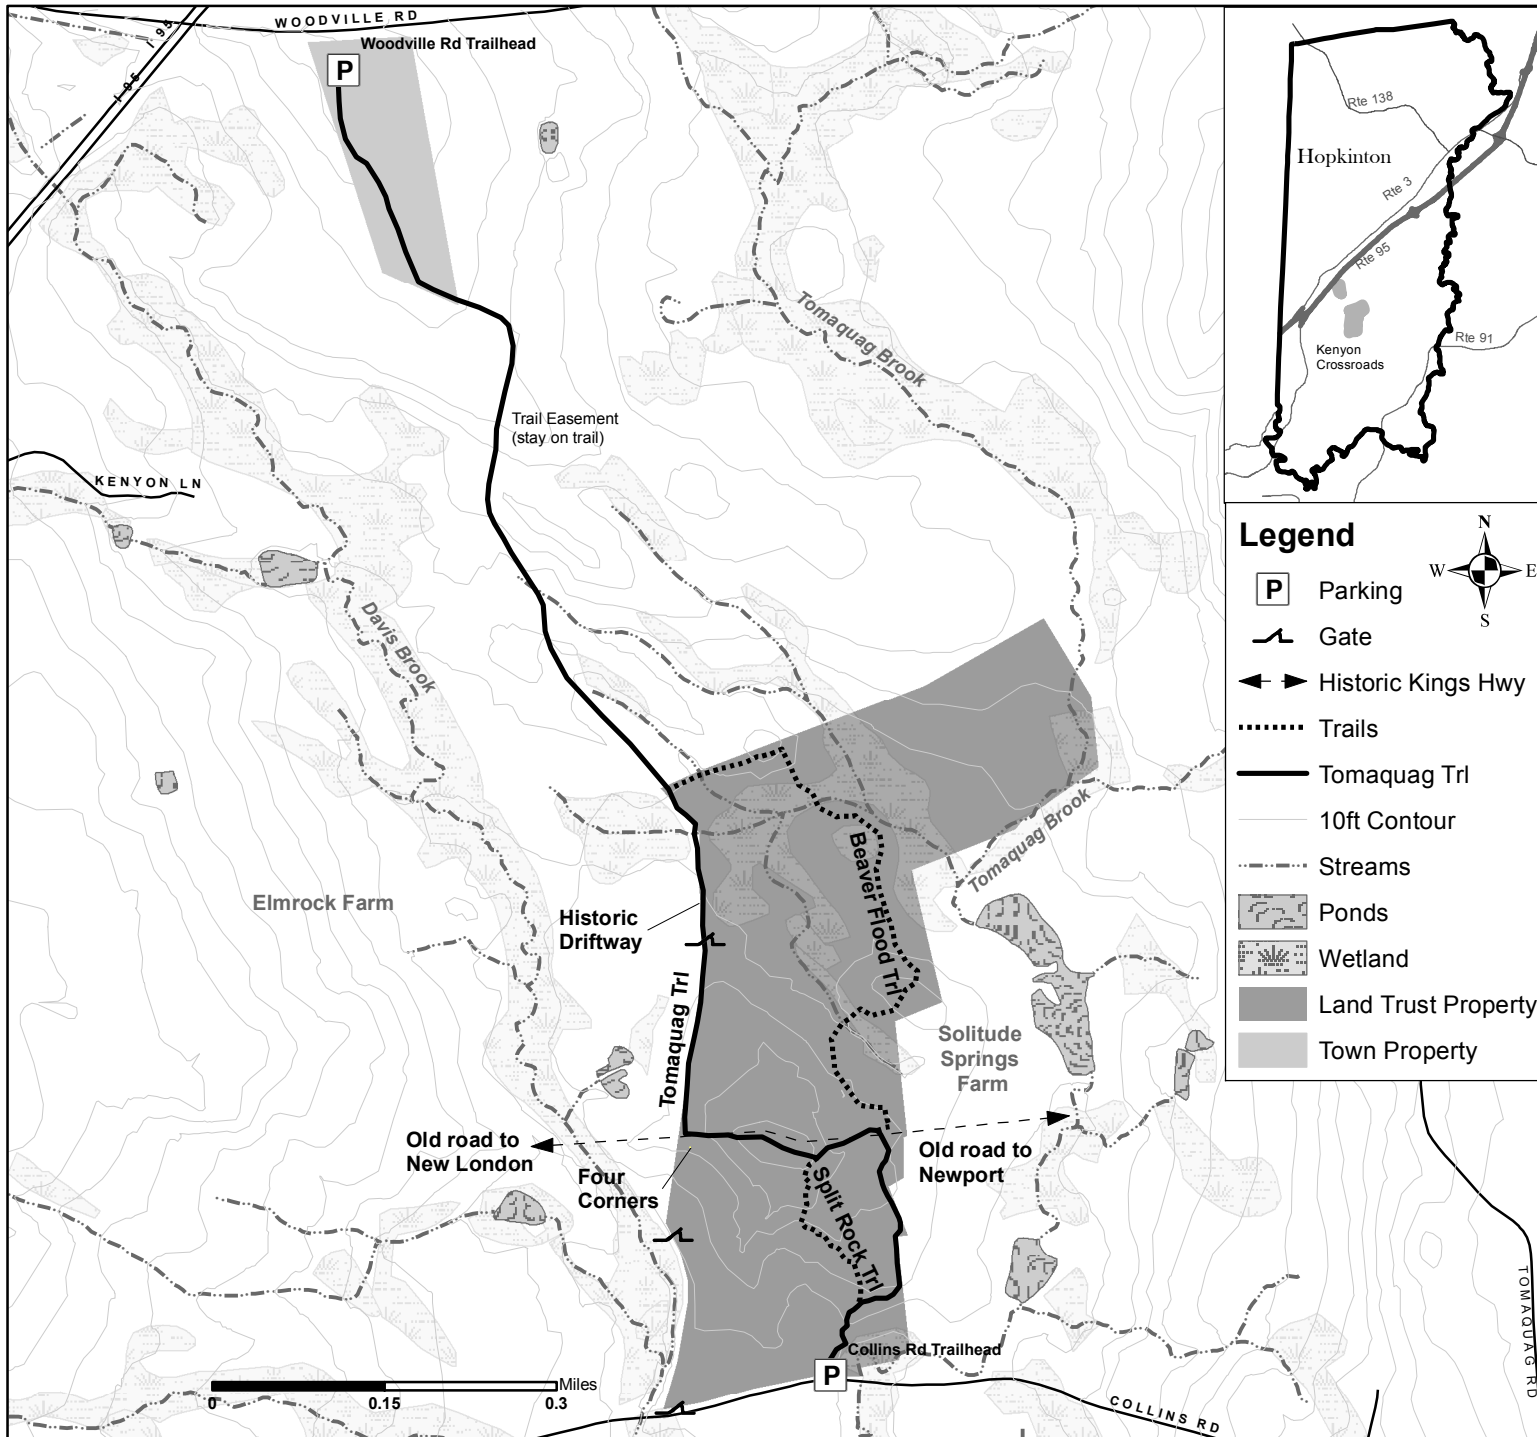 WOODVILLE RD
Woodville Rd Trailhead
P
I 95
I-95
Rte 138
Hopkinton
Rte 3
Rte 95
Rte 91
Kenyon
Crossroads
Tomaquag Brook
Trail Easement
(stay on trail)
KENYON LN
Davis Brook
Legend
N
W
E
S
P Parking
Gate
Historic Kings Hwy
Trails
Tomaquag Trl
10ft Contour
Streams
Ponds
Wetland
Land Trust Property
Town Property
Tomaquag Brook
Beaver Flood Trl
Elmrock Farm
Historic
Driftway
Tomaquag Trl
Solitude
Springs
Farm
Old road to
New London
Four
Corners
Old road to
Newport
Split Rock Trl
Collins Rd Trailhead
P
Miles
0 0.15 0.3
COLLINS RD
TOMAQUAG RD